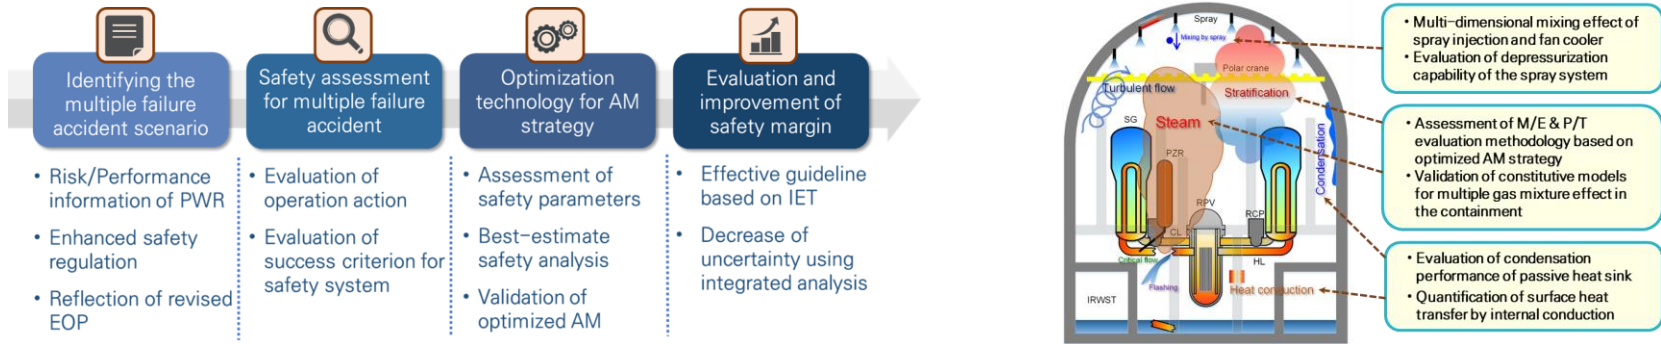 Identifying the
multiple failure
accident scenario
• Risk/Performance
information of PWR
• Enhanced safety
regulation
• Reflection of revised
EOP
Safety assessment
for multiple failure
accident
• Evaluation of
operation action
• Evaluation of
success criterion for
safety system
Optimization
technology for AM
strategy
• Assessment of
safety parameters
• Best-estimate
safety analysis
• Validation of
optimized AM
Evaluation and
improvement of
safety margin
• Effective guideline
based on IET
• Decrease of
uncertainty using
integrated analysis
Spray
Mixing by spray
Polar crane
Turbulent flow
Stratification
SG
Steam
PZR
Condensation
RPV
RCP
CL
Critical flow
HL
Flashing
Heat conduction
IRWST
• Multi-dimensional mixing effect of
spray injection and fan cooler
• Evaluation of depressurization
capability of the spray system
• Assessment of M/E & P/T
evaluation methodology based on
optimized AM strategy
• Validation of constitutive models
for multiple gas mixture effect in
the containment
• Evaluation of condensation
performance of passive heat sink
• Quantification of surface heat
transfer by internal conduction